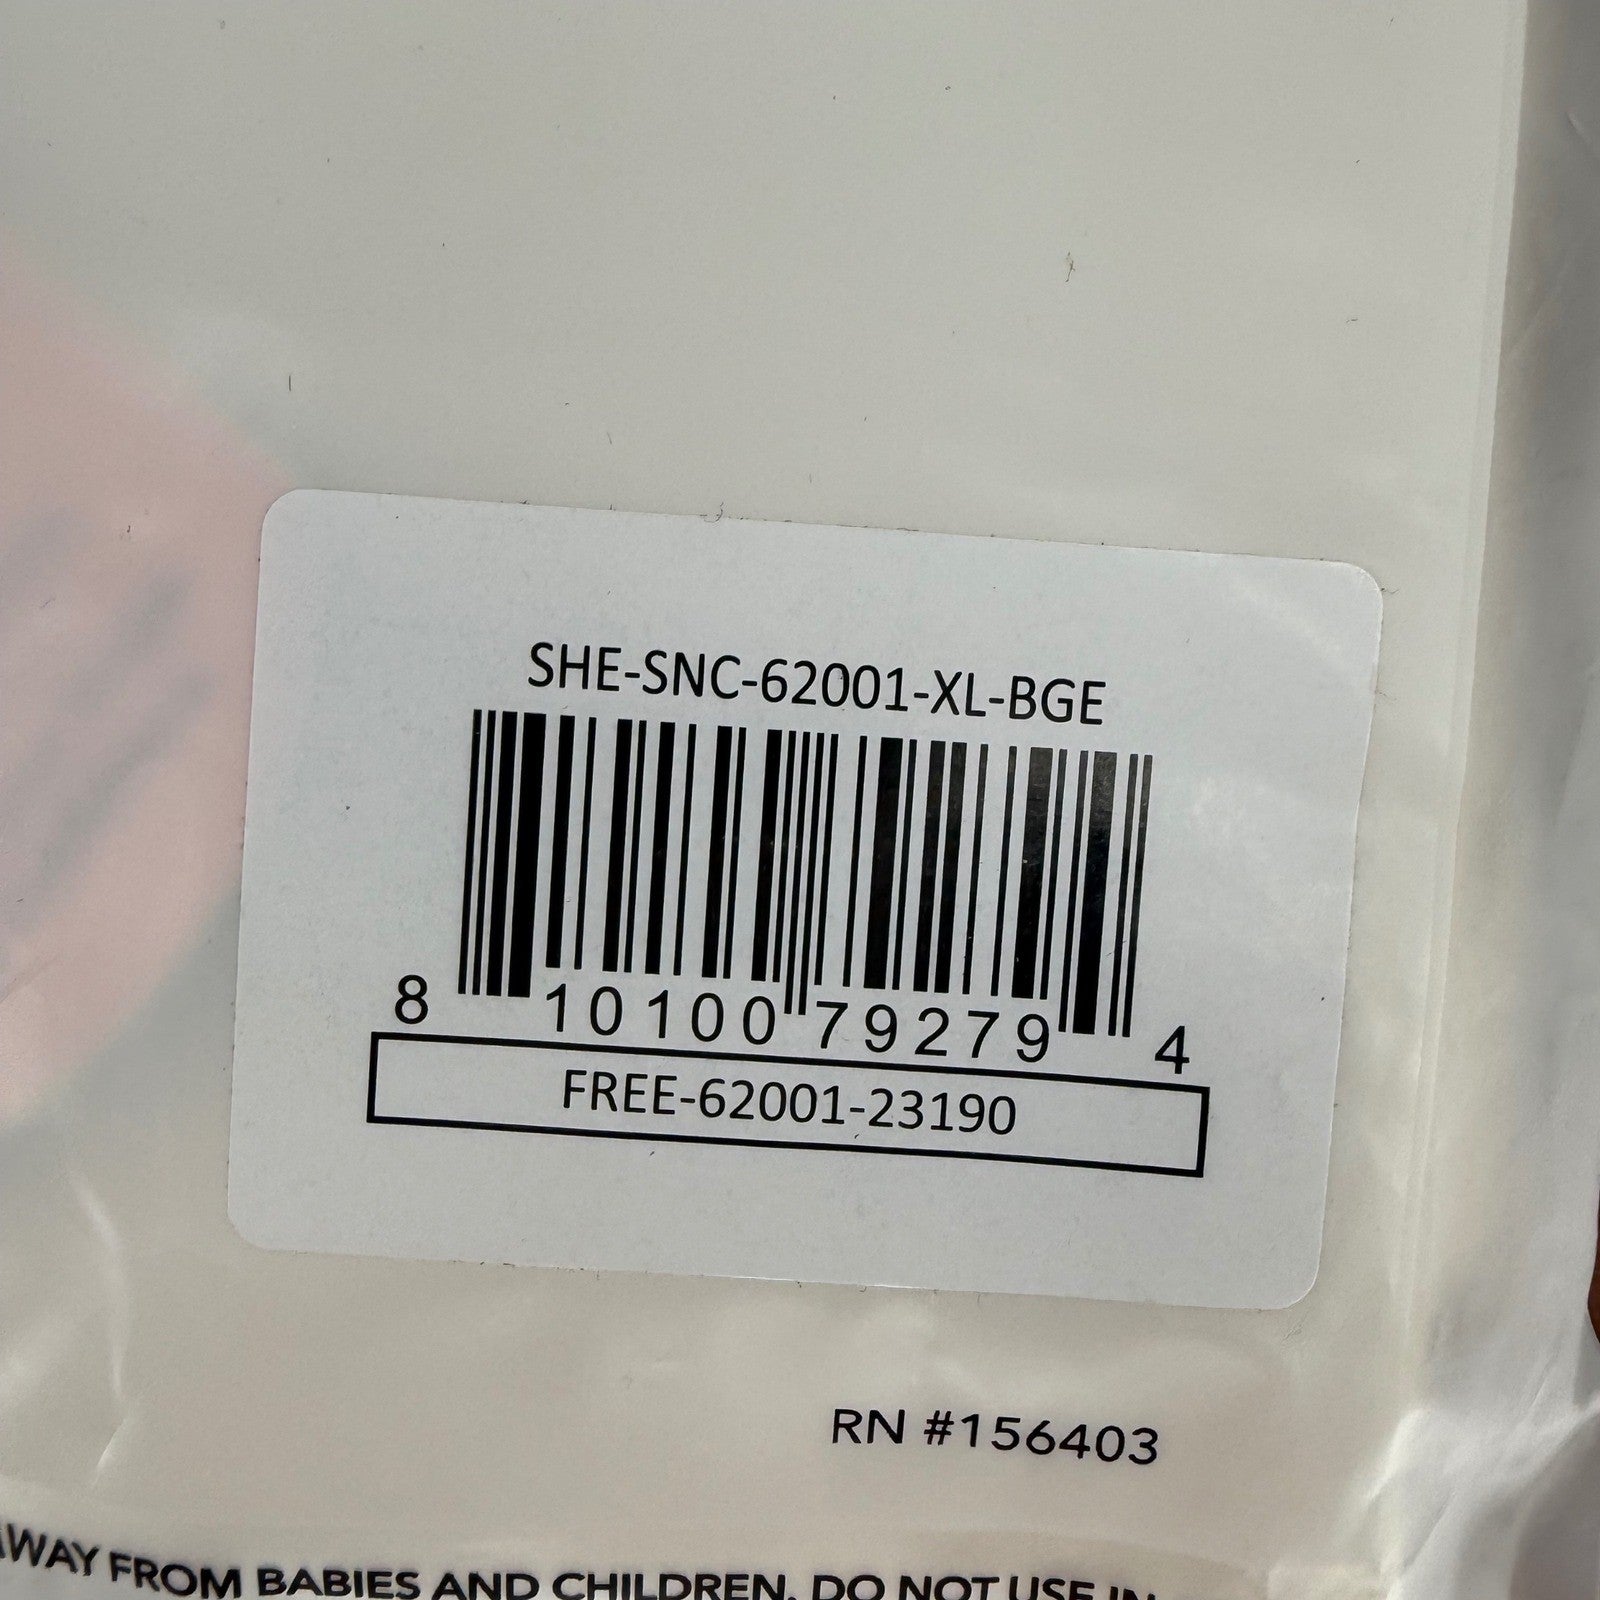 SHE-SNC-62001-XL-BGE
8 10100 79279 4
FREE-62001-23190
RN #156403
AWAY FROM BABIES AND CHILDREN. DO NOT USE IN